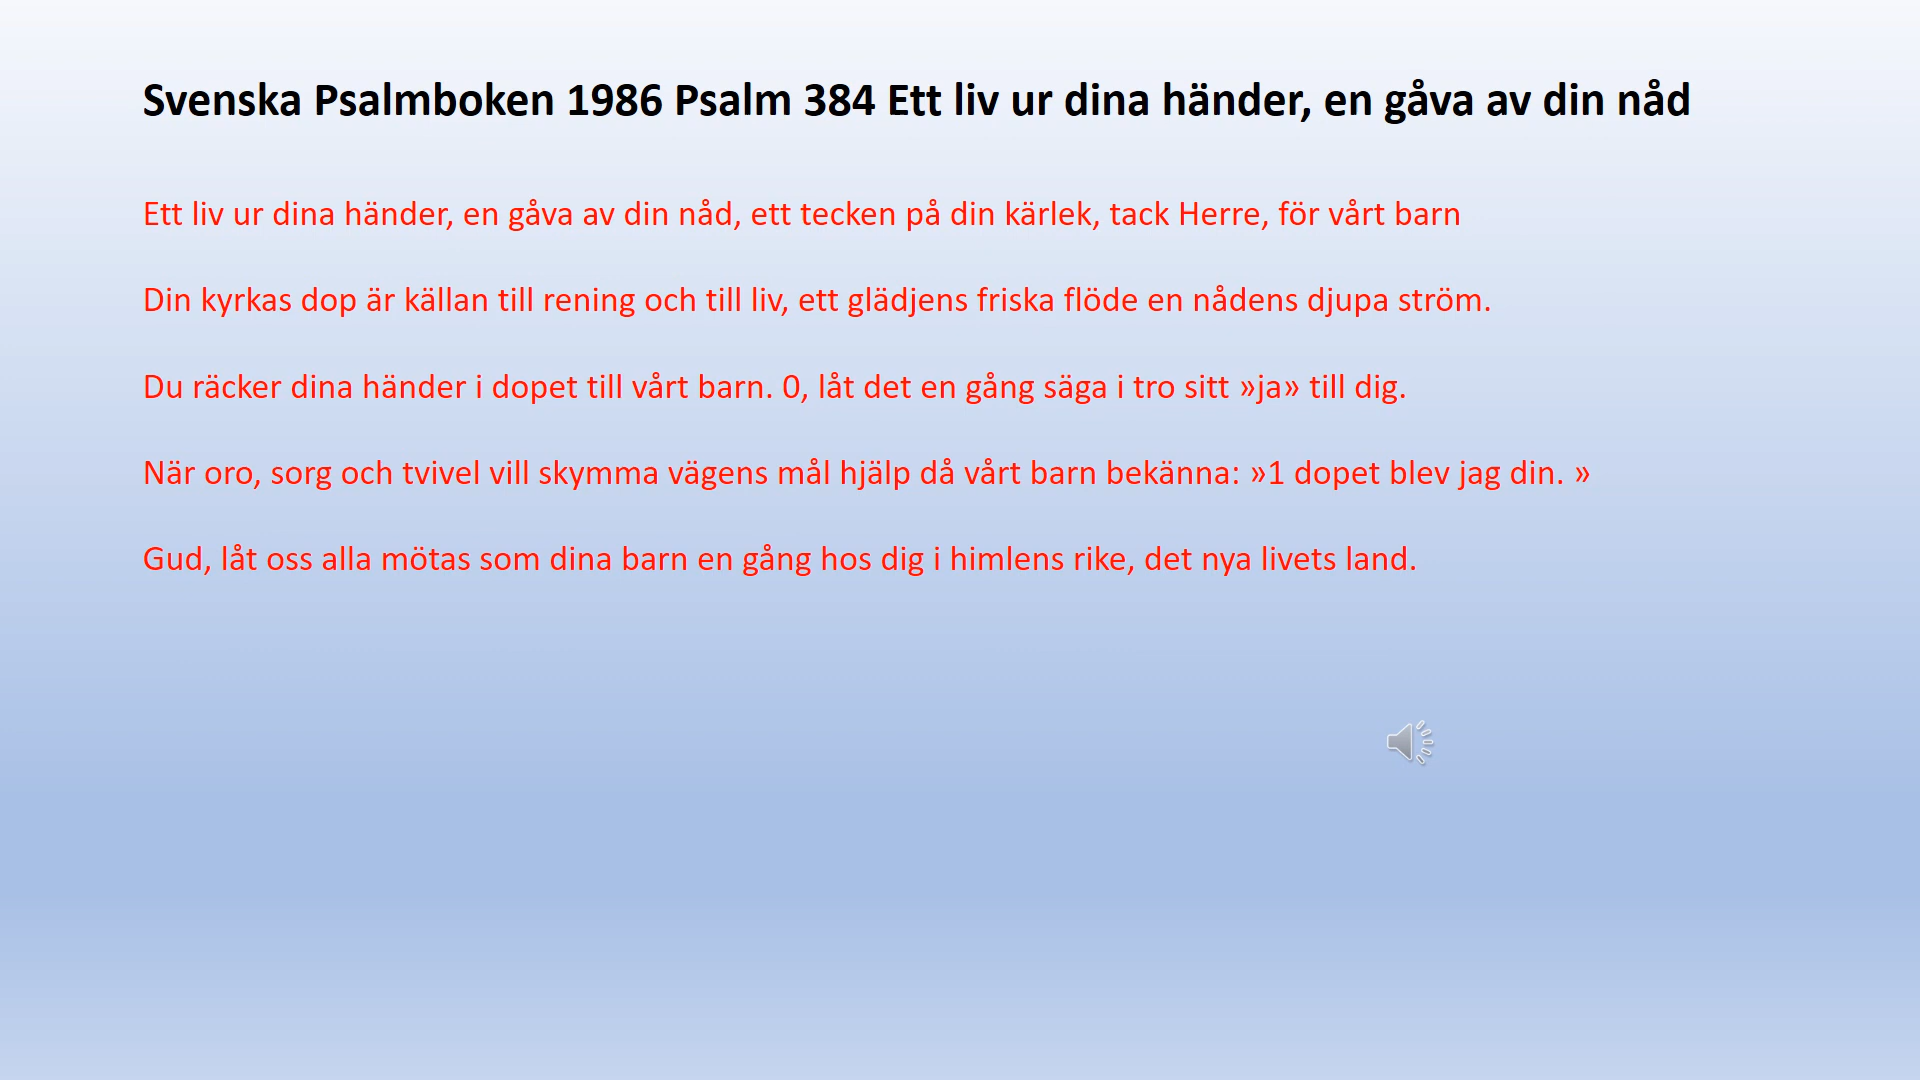 Svenska Psalmboken 1986 Psalm 384 Ett liv ur dina händer, en gåva av din nåd
Ett liv ur dina händer, en gåva av din nåd, ett tecken på din kärlek, tack Herre, för vårt barn
Din kyrkas dop är källan till rening och till liv, ett glädjens friska flöde en nådens djupa ström.
Du räcker dina händer i dopet till vårt barn. 0, låt det en gång säga i tro sitt »ja» till dig.
När oro, sorg och tvivel vill skymma vägens mål hjälp då vårt barn bekänna: »1 dopet blev jag din. »
Gud, låt oss alla mötas som dina barn en gång hos dig i himlens rike, det nya livets land.